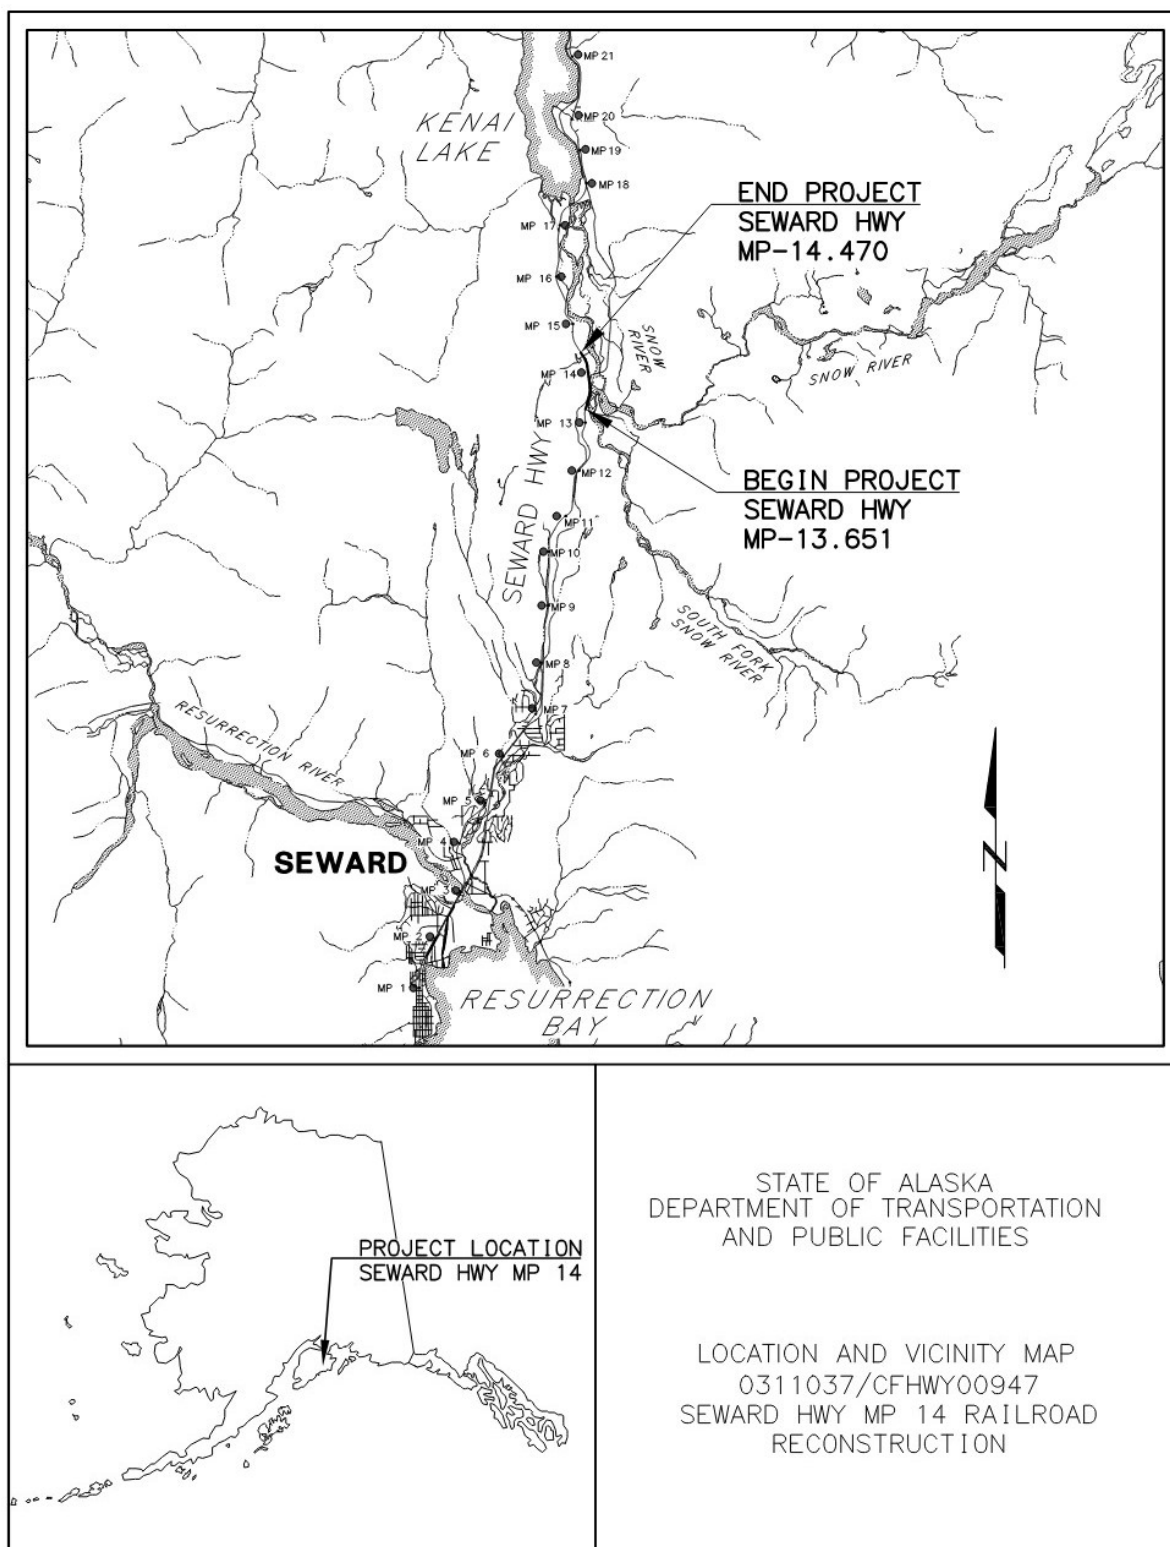 MP 21
MP 20
KENAI
LAKE
MP 19
MP 18
END PROJECT
SEWARD HWY
MP-14.470
MP 17
MP 16
MP 15
SNOW
RIVER
SNOW RIVER
MP 14
MP 13
SEWARD HWY
MP 12
BEGIN PROJECT
SEWARD HWY
MP-13.651
MP 11
MP 10
MP 9
SOUTH FORK
SNOW RIVER
MP 8
MP 7
RESURRECTION RIVER
MP 6
MP 5
MP 4
SEWARD
MP 3
MP 2
MP 1
N
RESURRECTION
BAY
PROJECT LOCATION
SEWARD HWY MP 14
STATE OF ALASKA
DEPARTMENT OF TRANSPORTATION
AND PUBLIC FACILITIES
LOCATION AND VICINITY MAP
0311037/CFHWY00947
SEWARD HWY MP 14 RAILROAD
RECONSTRUCTION